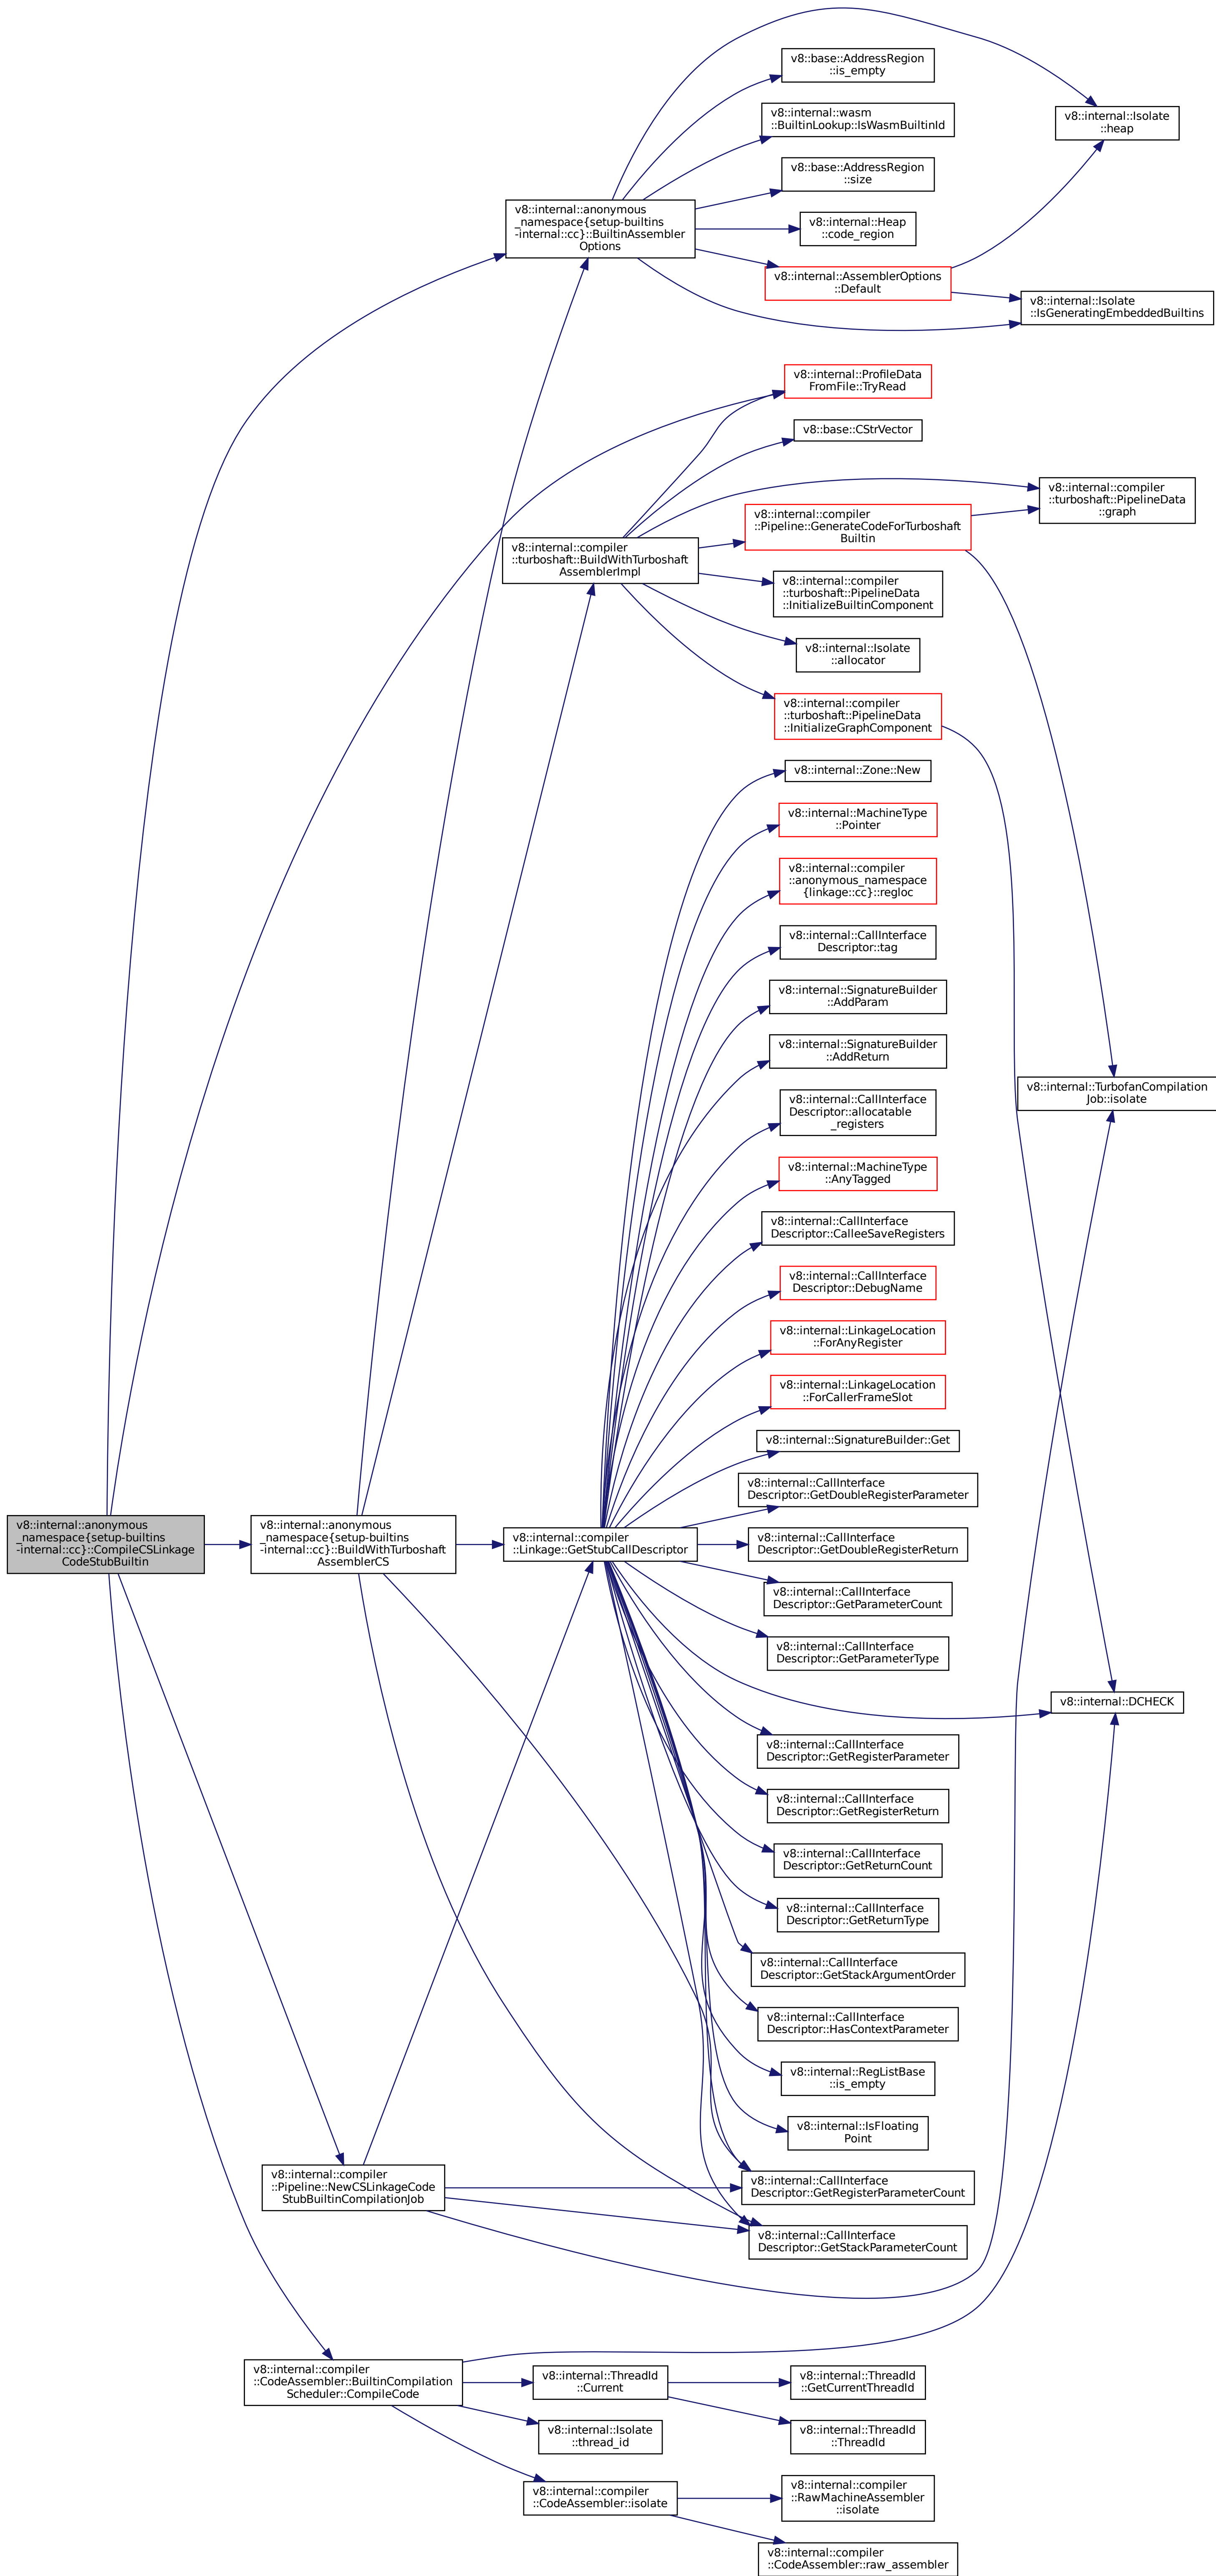 v8::base::AddressRegion
::is_empty
v8::internal::wasm
::BuiltinLookup::IsWasmBuiltinId
v8::internal::Isolate
::heap
v8::base::AddressRegion
::size
v8::internal::anonymous
_namespace{setup-builtins
-internal::cc}::BuiltinAssembler
Options
v8::internal::Heap
::code_region
v8::internal::AssemblerOptions
::Default
v8::internal::Isolate
::IsGeneratingEmbeddedBuiltins
v8::internal::ProfileData
FromFile::TryRead
v8::base::CStrVector
v8::internal::compiler
::turboshaft::PipelineData
::graph
v8::internal::compiler
::Pipeline::GenerateCodeForTurboshaft
Builtin
v8::internal::compiler
::turboshaft::BuildWithTurboshaft
AssemblerImpl
v8::internal::compiler
::turboshaft::PipelineData
::InitializeBuiltinComponent
v8::internal::Isolate
::allocator
v8::internal::compiler
::turboshaft::PipelineData
::InitializeGraphComponent
v8::internal::Zone::New
v8::internal::MachineType
::Pointer
v8::internal::compiler
::anonymous_namespace
{linkage::cc}::regloc
v8::internal::CallInterface
Descriptor::tag
v8::internal::SignatureBuilder
::AddParam
v8::internal::SignatureBuilder
::AddReturn
v8::internal::TurbofanCompilation
Job::isolate
v8::internal::CallInterface
Descriptor::allocatable
_registers
v8::internal::MachineType
::AnyTagged
v8::internal::CallInterface
Descriptor::CalleeSaveRegisters
v8::internal::CallInterface
Descriptor::DebugName
v8::internal::LinkageLocation
::ForAnyRegister
v8::internal::LinkageLocation
::ForCallerFrameSlot
v8::internal::SignatureBuilder::Get
v8::internal::CallInterface
Descriptor::GetDoubleRegisterParameter
v8::internal::anonymous
_namespace{setup-builtins
-internal::cc}::CompileCSLinkage
CodeStubBuiltin
v8::internal::anonymous
_namespace{setup-builtins
-internal::cc}::BuildWithTurboshaft
AssemblerCS
v8::internal::compiler
::Linkage::GetStubCallDescriptor
v8::internal::CallInterface
Descriptor::GetDoubleRegisterReturn
v8::internal::CallInterface
Descriptor::GetParameterCount
v8::internal::CallInterface
Descriptor::GetParameterType
v8::internal::DCHECK
v8::internal::CallInterface
Descriptor::GetRegisterParameter
v8::internal::CallInterface
Descriptor::GetRegisterReturn
v8::internal::CallInterface
Descriptor::GetReturnCount
v8::internal::CallInterface
Descriptor::GetReturnType
v8::internal::CallInterface
Descriptor::GetStackArgumentOrder
v8::internal::CallInterface
Descriptor::HasContextParameter
v8::internal::RegListBase
::is_empty
v8::internal::IsFloating
Point
v8::internal::compiler
::Pipeline::NewCSLinkageCode
StubBuiltinCompilationJob
v8::internal::CallInterface
Descriptor::GetRegisterParameterCount
v8::internal::CallInterface
Descriptor::GetStackParameterCount
v8::internal::compiler
::CodeAssembler::BuiltinCompilation
Scheduler::CompileCode
v8::internal::ThreadId
::Current
v8::internal::ThreadId
::GetCurrentThreadId
v8::internal::Isolate
::thread_id
v8::internal::ThreadId
::ThreadId
v8::internal::compiler
::CodeAssembler::isolate
v8::internal::compiler
::RawMachineAssembler
::isolate
v8::internal::compiler
::CodeAssembler::raw_assembler